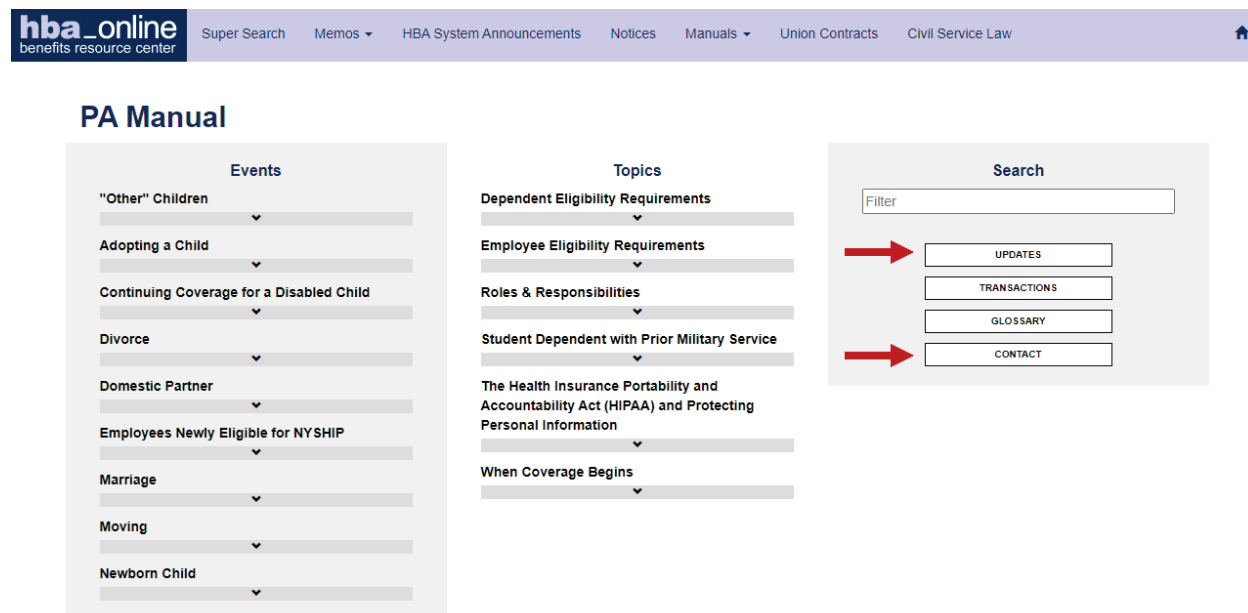 hba_online
benefits resource center
Super Search
Memos
HBA System Announcements
Notices
Manuals
Union Contracts
Civil Service Law
PA Manual
Events
"Other" Children
Adopting a Child
Continuing Coverage for a Disabled Child
Divorce
Domestic Partner
Employees Newly Eligible for NYSHIP
Marriage
Moving
Newborn Child
Topics
Dependent Eligibility Requirements
Employee Eligibility Requirements
Roles & Responsibilities
Student Dependent with Prior Military Service
The Health Insurance Portability and
Accountability Act (HIPAA) and Protecting
Personal Information
When Coverage Begins
Search
Filter
UPDATES
TRANSACTIONS
GLOSSARY
CONTACT